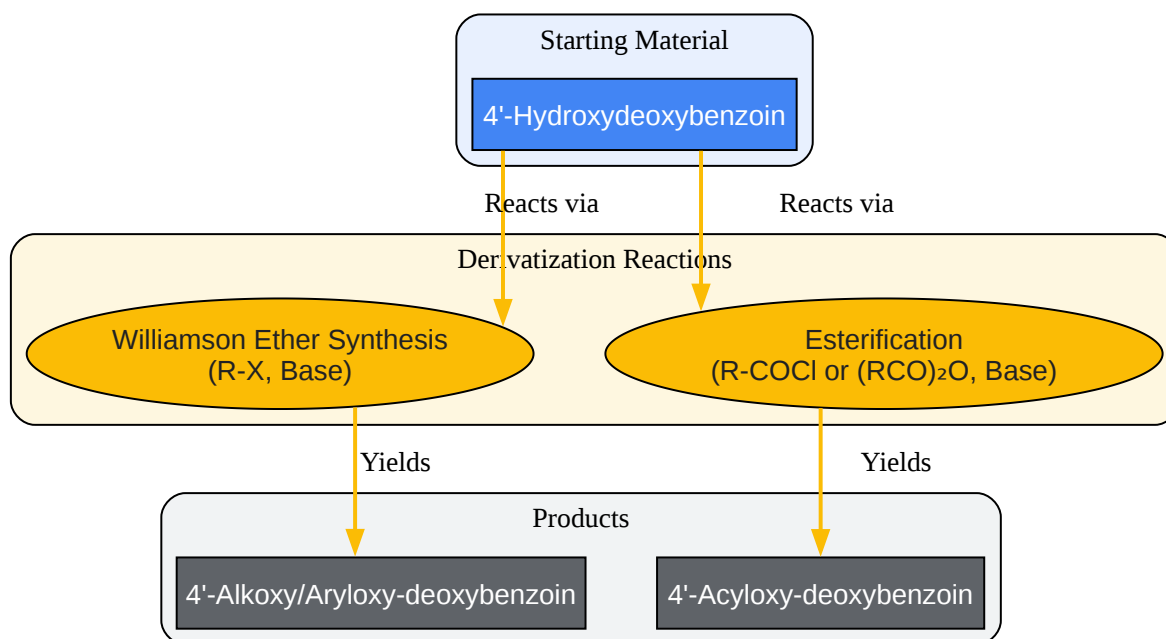 Starting Material
4'-Hydroxydeoxybenzoin
Reacts via
Reacts via
Derivatization Reactions
Williamson Ether Synthesis
(R-X, Base)
Esterification
(R-COCl or (RCO)₂O, Base)
Yields
Yields
Products
4'-Alkoxy/Aryloxy-deoxybenzoin
4'-Acyloxy-deoxybenzoin